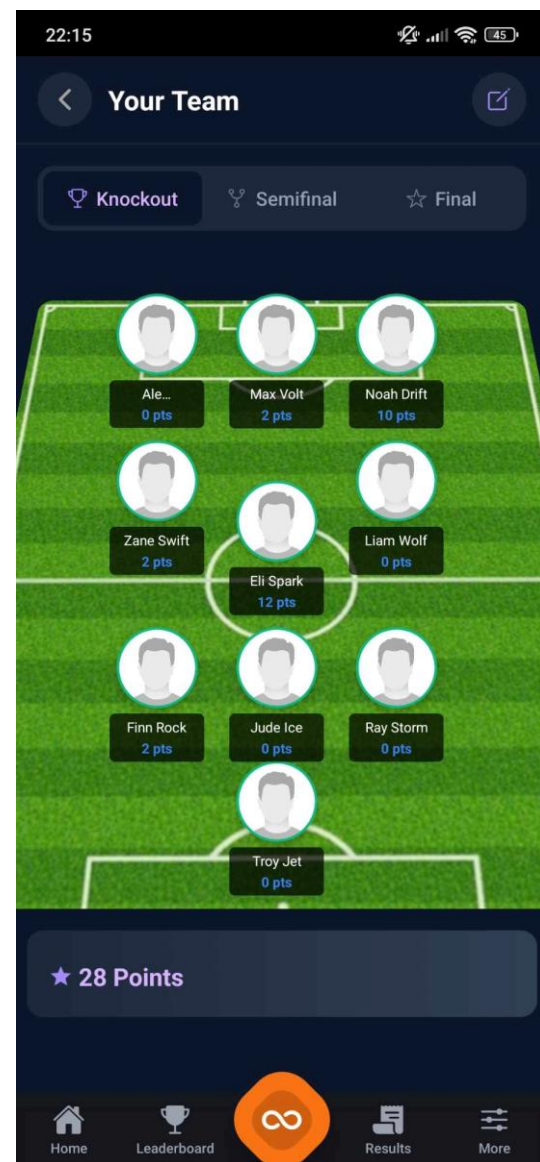 22:15
45
Your Team
Knockout
Semifinal
Final
Ale...
0 pts
Max Volt
2 pts
Noah Drift
10 pts
Zane Swift
2 pts
Liam Wolf
0 pts
Eli Spark
12 pts
Finn Rock
2 pts
Jude Ice
0 pts
Ray Storm
0 pts
Troy Jet
0 pts
28 Points
Home
Leaderboard
Results
More